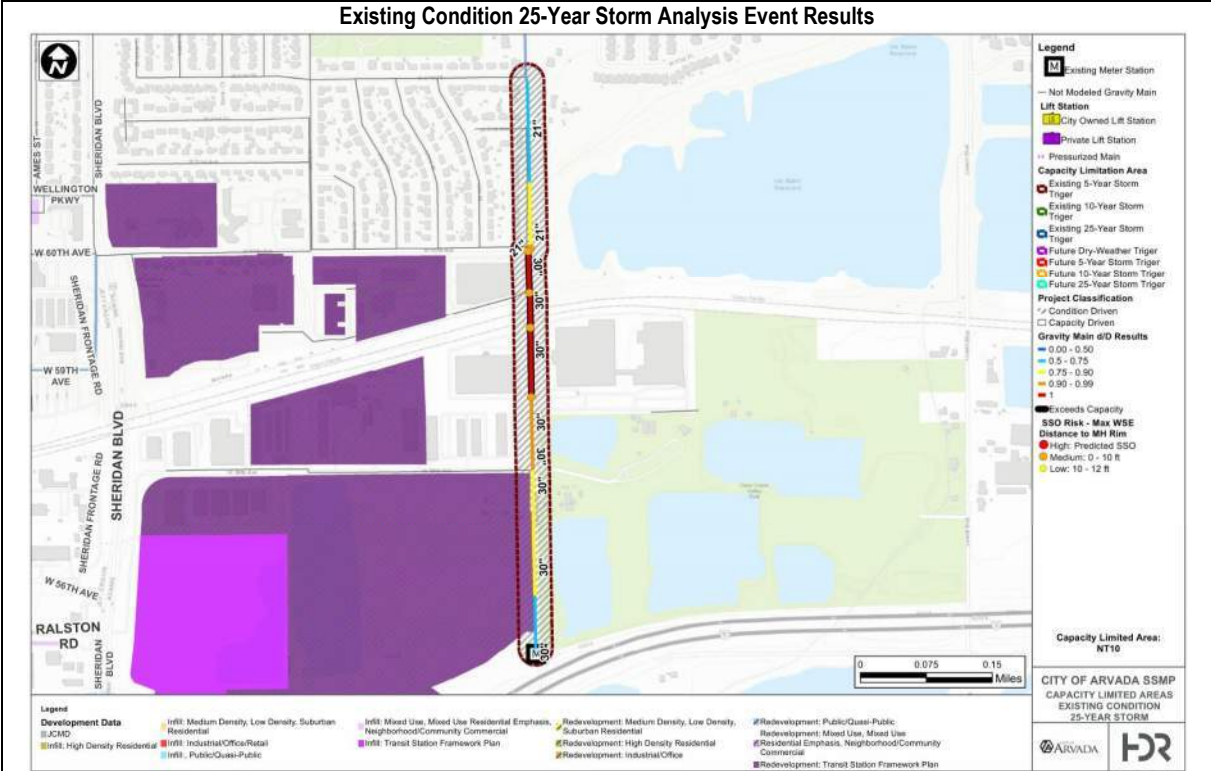 Existing Condition 25-Year Storm Analysis Event Results
N
AMES ST
SHERIDAN BLVD
WELLINGTON
PKWY
W 60TH AVE
SHERIDAN FRONTAGE RD
W 59TH
AVE
SHERIDAN BLVD
SHERIDAN FRONTAGE RD
W 56TH AVE
RALSTON
RD
SHERIDAN
BLVD
21"
21"
30"
30"
30"
30"
30"
30"
30"
30"
M
0 0.075 0.15
Miles
Legend
M Existing Meter Station
Not Modeled Gravity Main
Lift Station
City Owned Lift Station
Private Lift Station
Pressurized Main
Capacity Limitation Area
Existing 5-Year Storm
Triger
Existing 10-Year Storm
Triger
Existing 25-Year Storm
Triger
Future Dry-Weather Triger
Future 5-Year Storm Triger
Future 10-Year Storm Triger
Future 25-Year Storm Triger
Project Classification
Condition Driven
Capacity Driven
Gravity Main d/D Results
0.00 - 0.50
0.5 - 0.75
0.75 - 0.90
0.90 - 0.99
1
Exceeds Capacity
SSO Risk - Max WSE
Distance to MH Rim
High: Predicted SSO
Medium: 0 - 10 ft
Low: 10 - 12 ft
Capacity Limited Area:
NT10
CITY OF ARVADA SSMP
CAPACITY LIMITED AREAS
EXISTING CONDITION
25-YEAR STORM
ARVADA
HDR
Legend
Development Data
JCMD
Infill: High Density Residential
Infill: Medium Density, Low Density, Suburban
Residential
Infill: Industrial/Office/Retail
Infill:, Public/Quasi-Public
Infill: Mixed Use, Mixed Use Residential Emphasis,
Neighborhood/Community Commercial
Infill: Transit Station Framework Plan
Redevelopment: Medium Density, Low Density,
Suburban Residential
Redevelopment: High Density Residential
Redevelopment: Industrial/Office
Redevelopment: Public/Quasi-Public
Redevelopment: Mixed Use, Mixed Use
Residential Emphasis, Neighborhood/Community
Commercial
Redevelopment: Transit Station Framework Plan